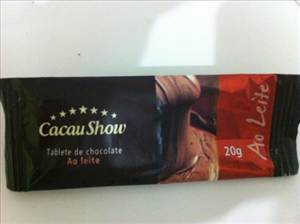 Cacau Show
Tablete de chocolate
Ao leite
20g
Ao Leite